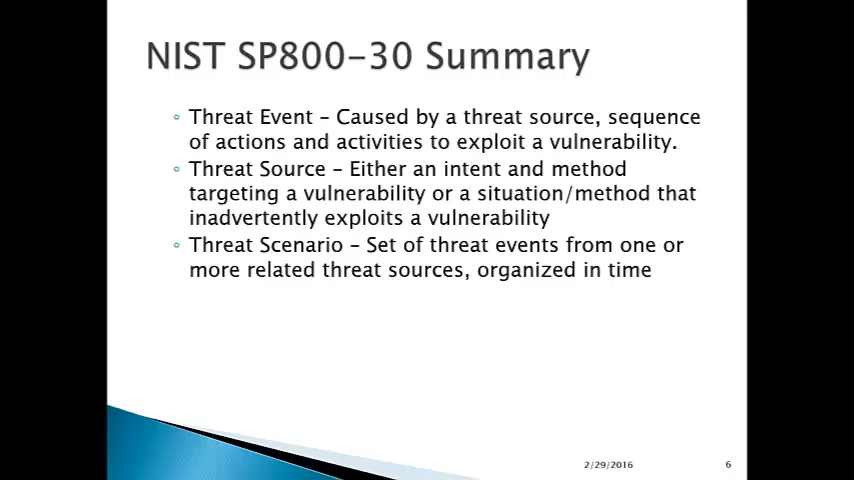 NIST SP800-30 Summary
◦ Threat Event – Caused by a threat source, sequence
of actions and activities to exploit a vulnerability.
◦ Threat Source – Either an intent and method
targeting a vulnerability or a situation/method that
inadvertently exploits a vulnerability
◦ Threat Scenario – Set of threat events from one or
more related threat sources, organized in time
2/29/2016 6